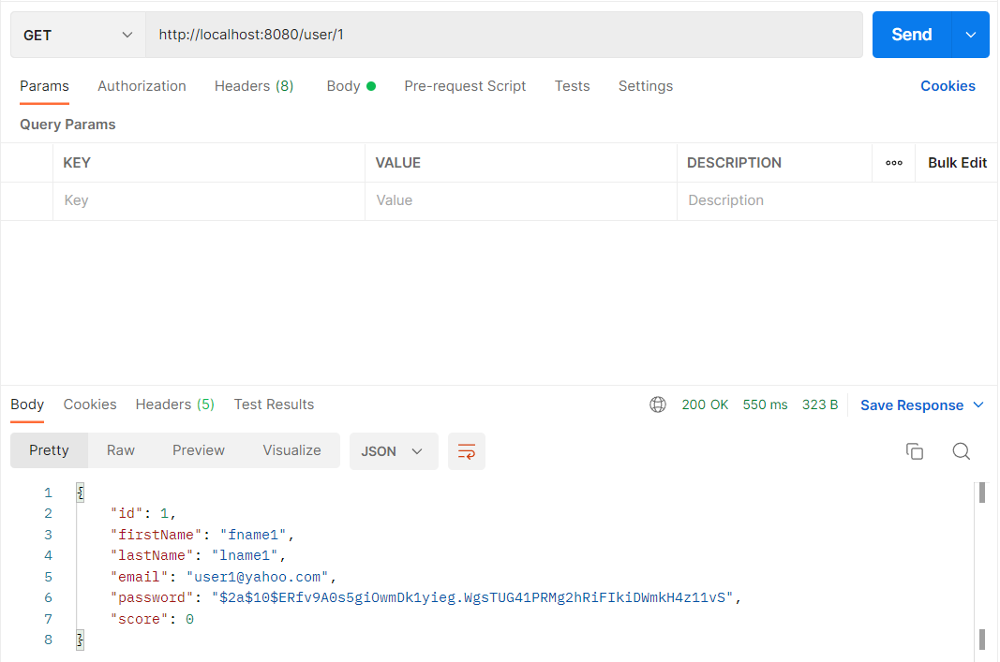 GET http://localhost:8080/user/1 Send
Params Authorization Headers (8) Body Pre-request Script Tests Settings Cookies
Query Params
KEY VALUE DESCRIPTION ooo Bulk Edit
Key Value Description
Body Cookies Headers (5) Test Results 200 OK 550 ms 323 B Save Response
Pretty Raw Preview Visualize JSON
1 {
2 "id": 1,
3 "firstName": "fname1",
4 "lastName": "lname1",
5 "email": "user1@yahoo.com",
6 "password": "$2a$10$ERfv9A0s5giOwmDk1yieg.WgsTUG41PRMg2hRiFIkiDWmkH4z11vS",
7 "score": 0
8 }